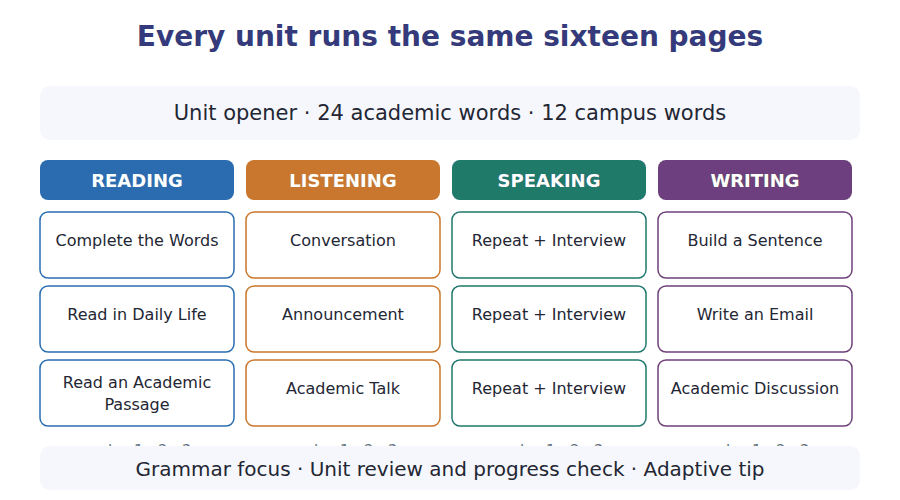 Every unit runs the same sixteen pages
Unit opener · 24 academic words · 12 campus words
READING
LISTENING
SPEAKING
WRITING
Complete the Words
Conversation
Repeat + Interview
Build a Sentence
Read in Daily Life
Announcement
Repeat + Interview
Write an Email
Read an Academic
Passage
Academic Talk
Repeat + Interview
Academic Discussion
Grammar focus · Unit review and progress check · Adaptive tip